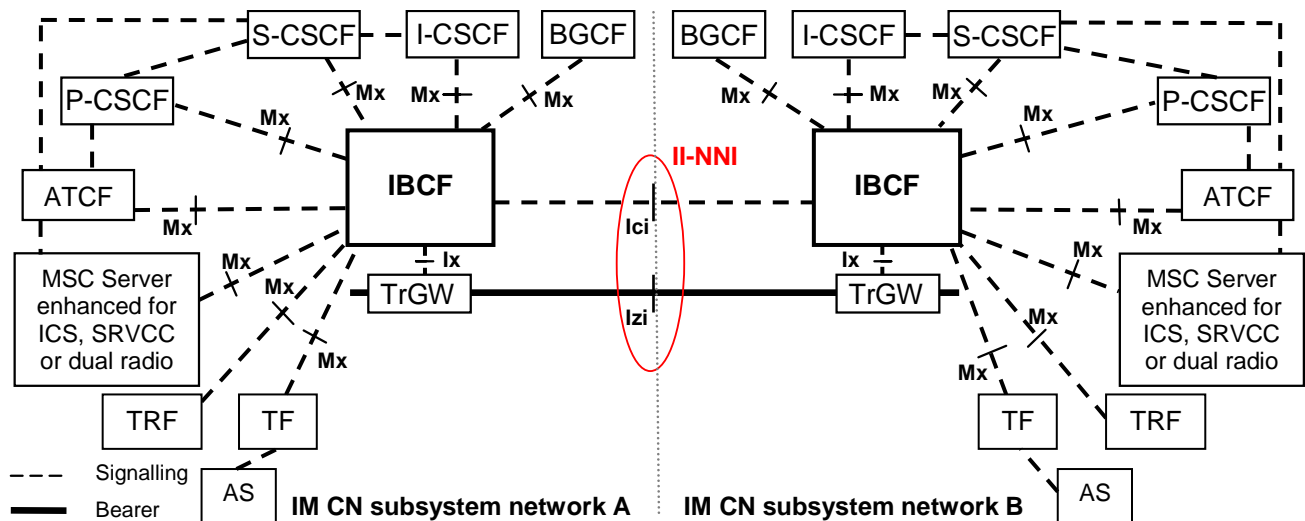 S-CSCF
I-CSCF
BGCF
BGCF
I-CSCF
S-CSCF
Mx
Mx
Mx
Mx
Mx
Mx
P-CSCF
P-CSCF
Mx
Mx
II-NNI
IBCF
IBCF
ATCF
ATCF
Mx
Mx
Ici
Mx
Mx
Ix
Ix
MSC Server
enhanced for
ICS, SRVCC
or dual radio
MSC Server
enhanced for
ICS, SRVCC
or dual radio
TrGW
TrGW
Mx
Mx
Izi
Mx
Mx
TRF
TF
TF
TRF
Signalling
AS
AS
Bearer
IM CN subsystem network A
IM CN subsystem network B